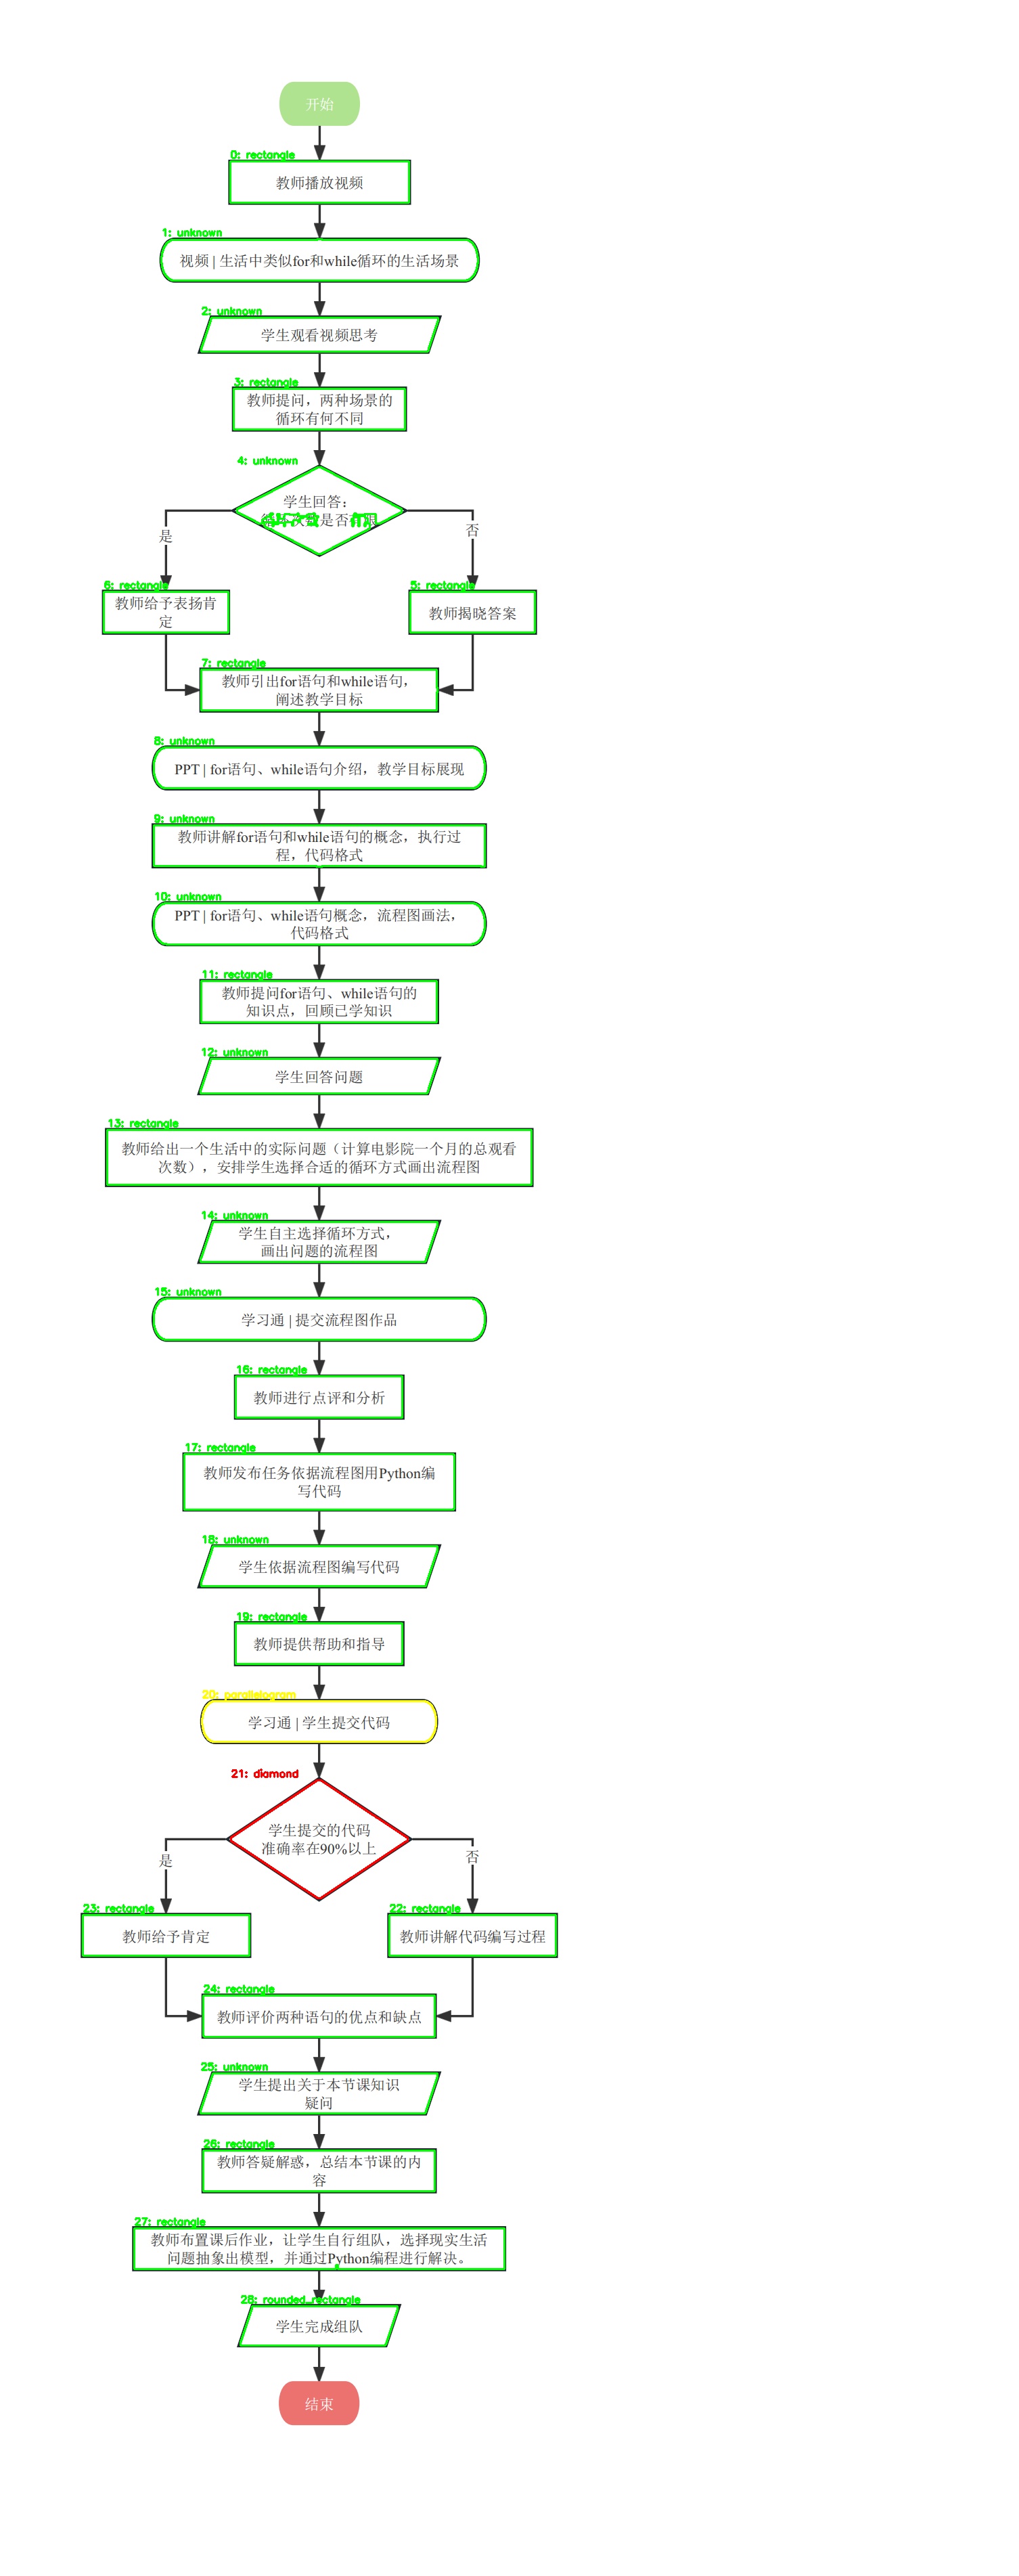 开始
0: rectangle
教师播放视频
1: unknown
视频 | 生活中类似for和while循环的生活场景
2: unknown
学生观看视频思考
3: rectangle
教师提问，两种场景的
循环有何不同
4: unknown
学生回答：
循环次数是否有限
是
否
6: rectangle
教师给予表扬肯
定
5: rectangle
教师揭晓答案
7: rectangle
教师引出for语句和while语句，
阐述教学目标
8: unknown
PPT | for语句、while语句介绍，教学目标展现
9: unknown
教师讲解for语句和while语句的概念，执行过
程，代码格式
10: unknown
PPT | for语句、while语句概念，流程图画法，
代码格式
11: rectangle
教师提问for语句、while语句的
知识点，回顾已学知识
12: unknown
学生回答问题
13: rectangle
教师给出一个生活中的实际问题（计算电影院一个月的总观看
次数），安排学生选择合适的循环方式画出流程图
14: unknown
学生自主选择循环方式，
画出问题的流程图
15: unknown
学习通 | 提交流程图作品
16: rectangle
教师进行点评和分析
17: rectangle
教师发布任务依据流程图用Python编
写代码
18: unknown
学生依据流程图编写代码
19: rectangle
教师提供帮助和指导
20: parallelogram
学习通 | 学生提交代码
21: diamond
学生提交的代码
准确率在90%以上
是
否
23: rectangle
教师给予肯定
22: rectangle
教师讲解代码编写过程
24: rectangle
教师评价两种语句的优点和缺点
25: unknown
学生提出关于本节课知识
疑问
26: rectangle
教师答疑解惑，总结本节课的内
容
27: rectangle
教师布置课后作业，让学生自行组队，选择现实生活
问题抽象出模型，并通过Python编程进行解决。
28: rounded_rectangle
学生完成组队
结束